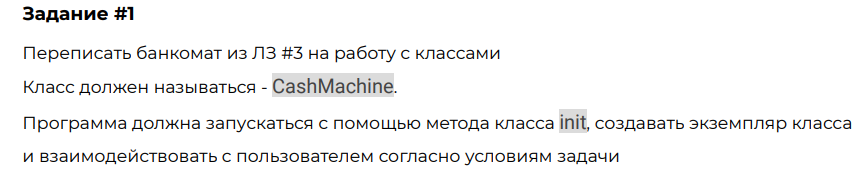 Задание #1
Переписать банкомат из ЛЗ #3 на работу с классами
Класс должен называться - CashMachine.
Программа должна запускаться с помощью метода класса init, создавать экземпляр класса
и взаимодействовать с пользователем согласно условиям задачи